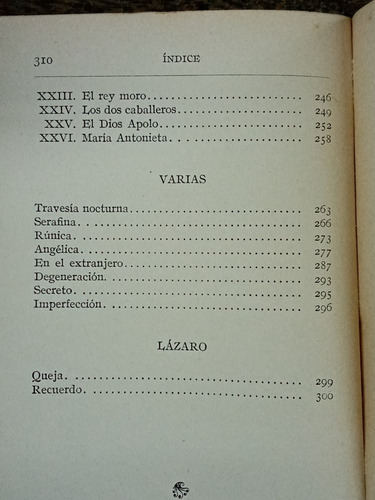 310 ÍNDICE
XXIII. El rey moro. . . . . . . . . . . . . . . . . . . . . . . 246
XXIV. Los dos caballeros . . . . . . . . . . . . . . . . . . 249
XXV. El Dios Apolo . . . . . . . . . . . . . . . . . . . . . . 252
XXVI. María Antonieta . . . . . . . . . . . . . . . . . . . 258
VARIAS
Travesía nocturna. . . . . . . . . . . . . . . . . . . . . . . . 263
Serafina. . . . . . . . . . . . . . . . . . . . . . . . . . . . . . . 266
Rúnica. . . . . . . . . . . . . . . . . . . . . . . . . . . . . . . . 273
Angélica. . . . . . . . . . . . . . . . . . . . . . . . . . . . . . . 277
En el extranjero . . . . . . . . . . . . . . . . . . . . . . . . . 287
Degeneración. . . . . . . . . . . . . . . . . . . . . . . . . . . 293
Secreto . . . . . . . . . . . . . . . . . . . . . . . . . . . . . . . 295
Imperfección. . . . . . . . . . . . . . . . . . . . . . . . . . . . 296
LÁZARO
Queja. . . . . . . . . . . . . . . . . . . . . . . . . . . . . . . . . 299
Recuerdo . . . . . . . . . . . . . . . . . . . . . . . . . . . . . . 300